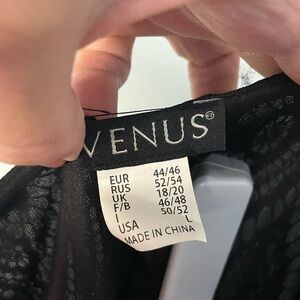 VENUS®
EUR 44/46
RUS 52/54
UK 18/20
F/B 46/48
I 50/52
USA L
MADE IN CHINA